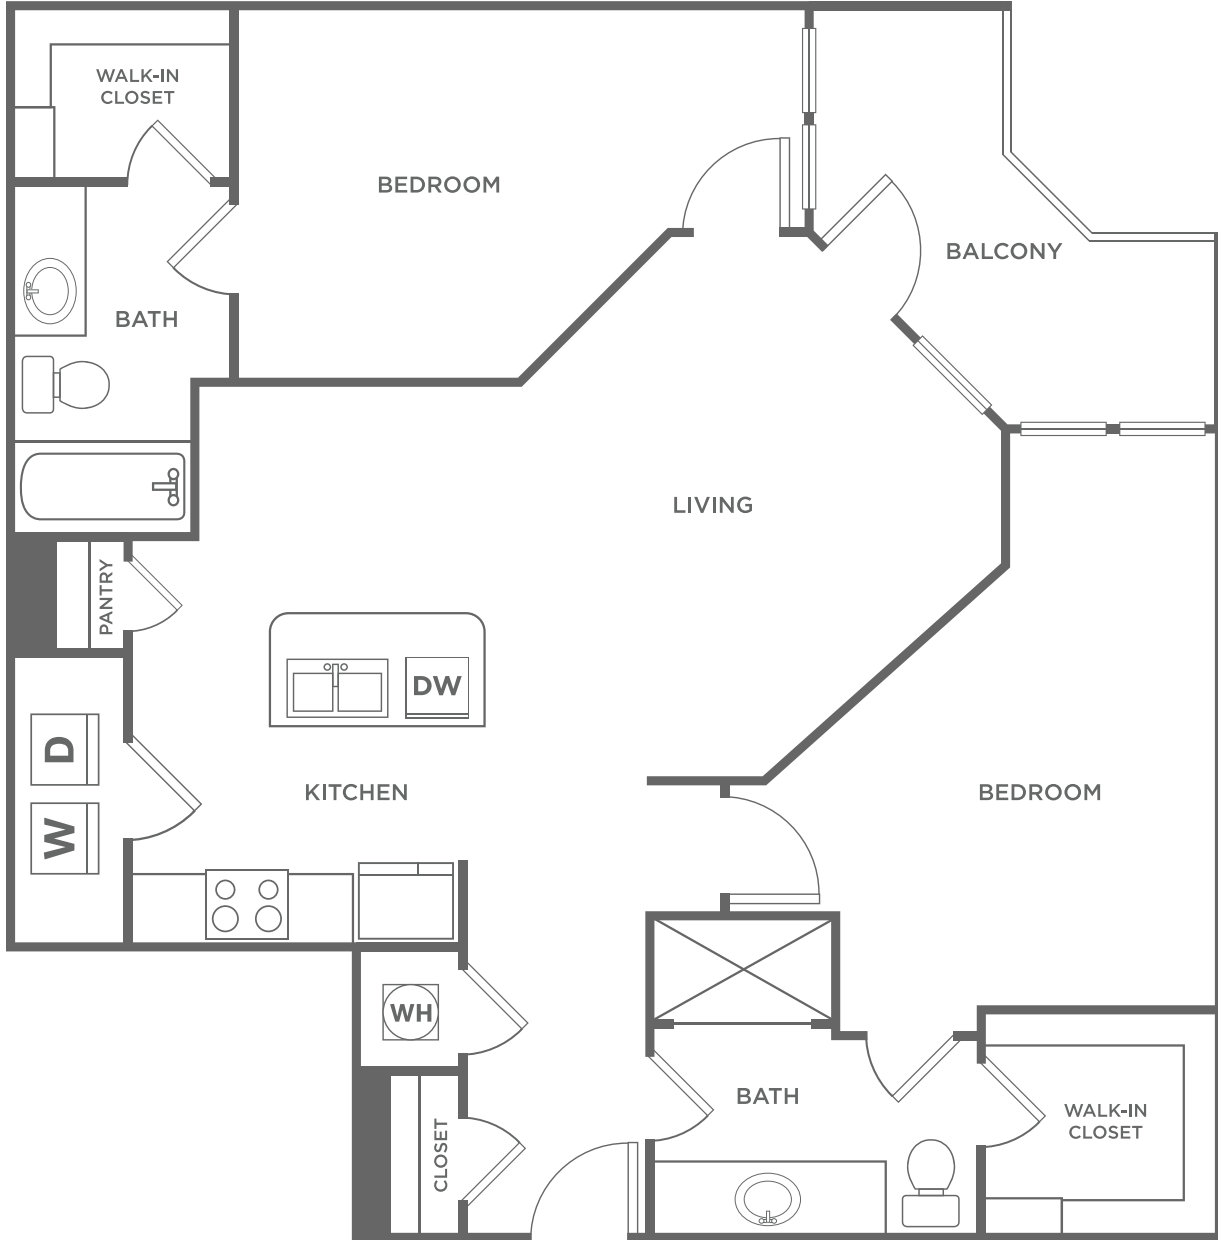 WALK-IN
CLOSET
BEDROOM
BALCONY
BATH
LIVING
PANTRY
DW
D
KITCHEN
BEDROOM
W
WH
BATH
WALK-IN
CLOSET
CLOSET